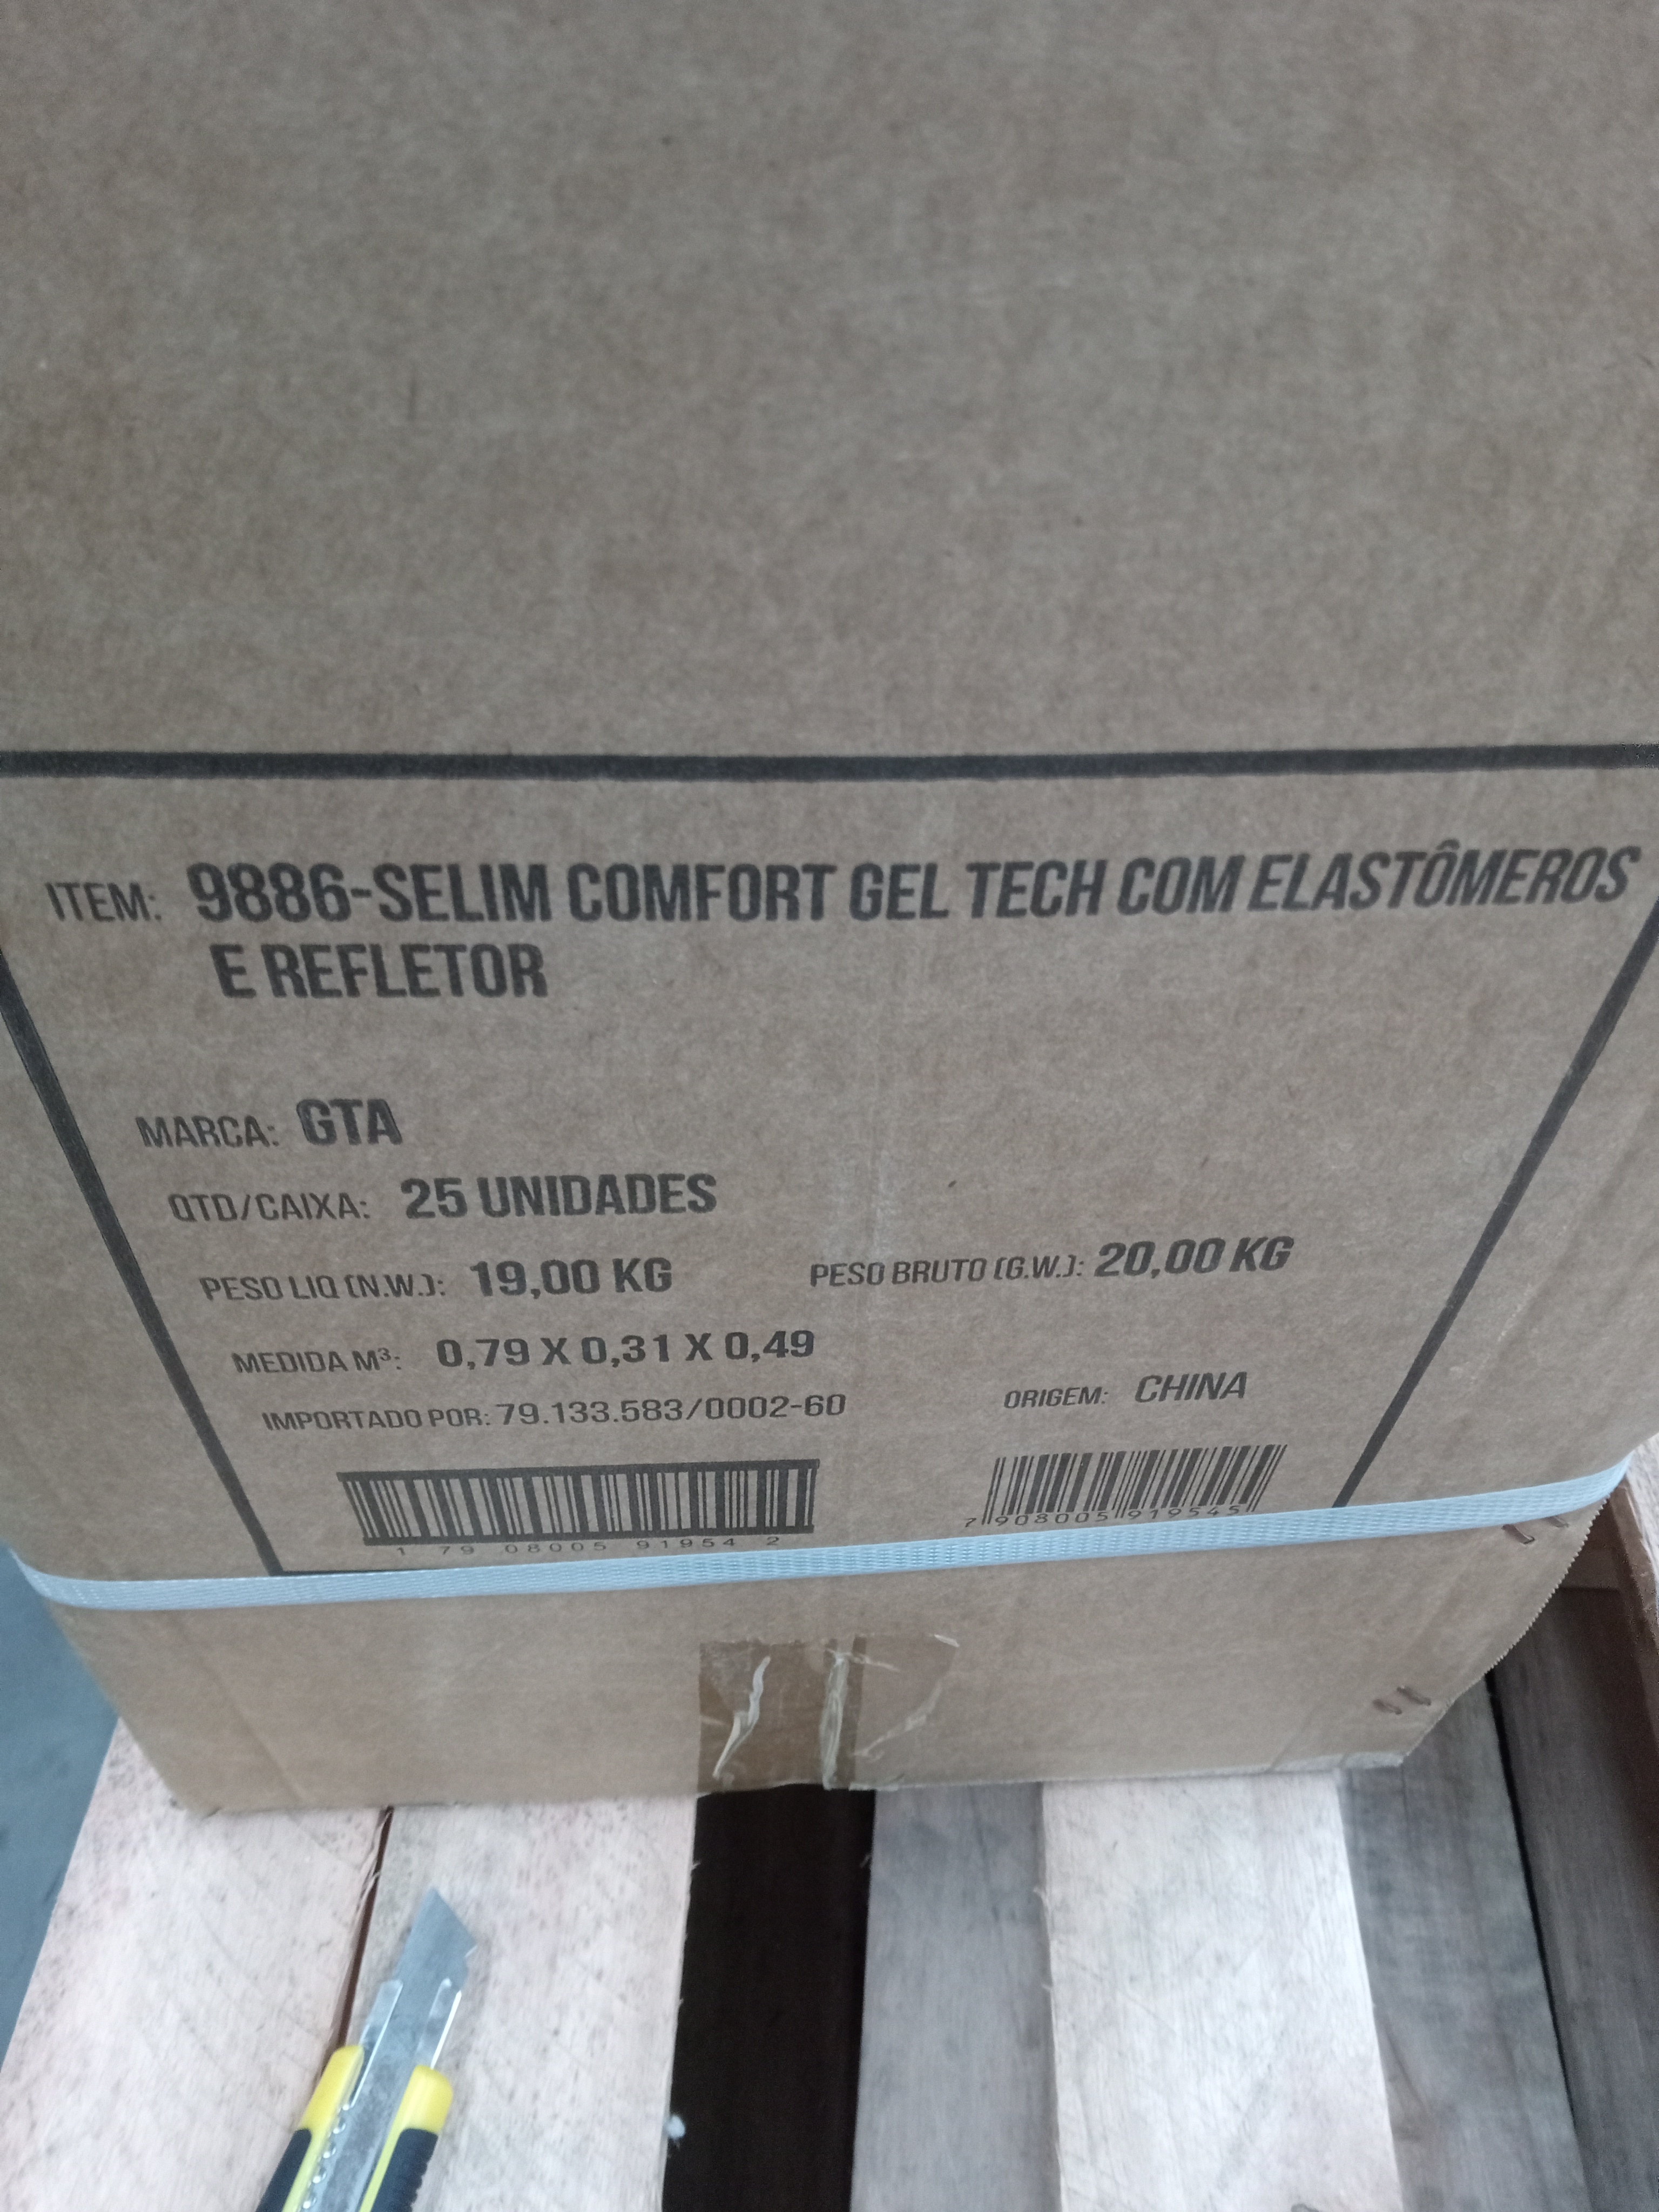 ITEM: 9886-SELIM COMFORT GEL TECH COM ELASTÔMEROS
E REFLETOR
MARCA: GTA
QTD/CAIXA: 25 UNIDADES
PESO LIQ (N.W.): 19,00 KG PESO BRUTO (G.W.): 20,00 KG
MEDIDA M³: 0,79 X 0,31 X 0,49
IMPORTADO POR: 79.133.583/0002-60 ORIGEM: CHINA
1 79 08005 91954 2 7 908005 919545